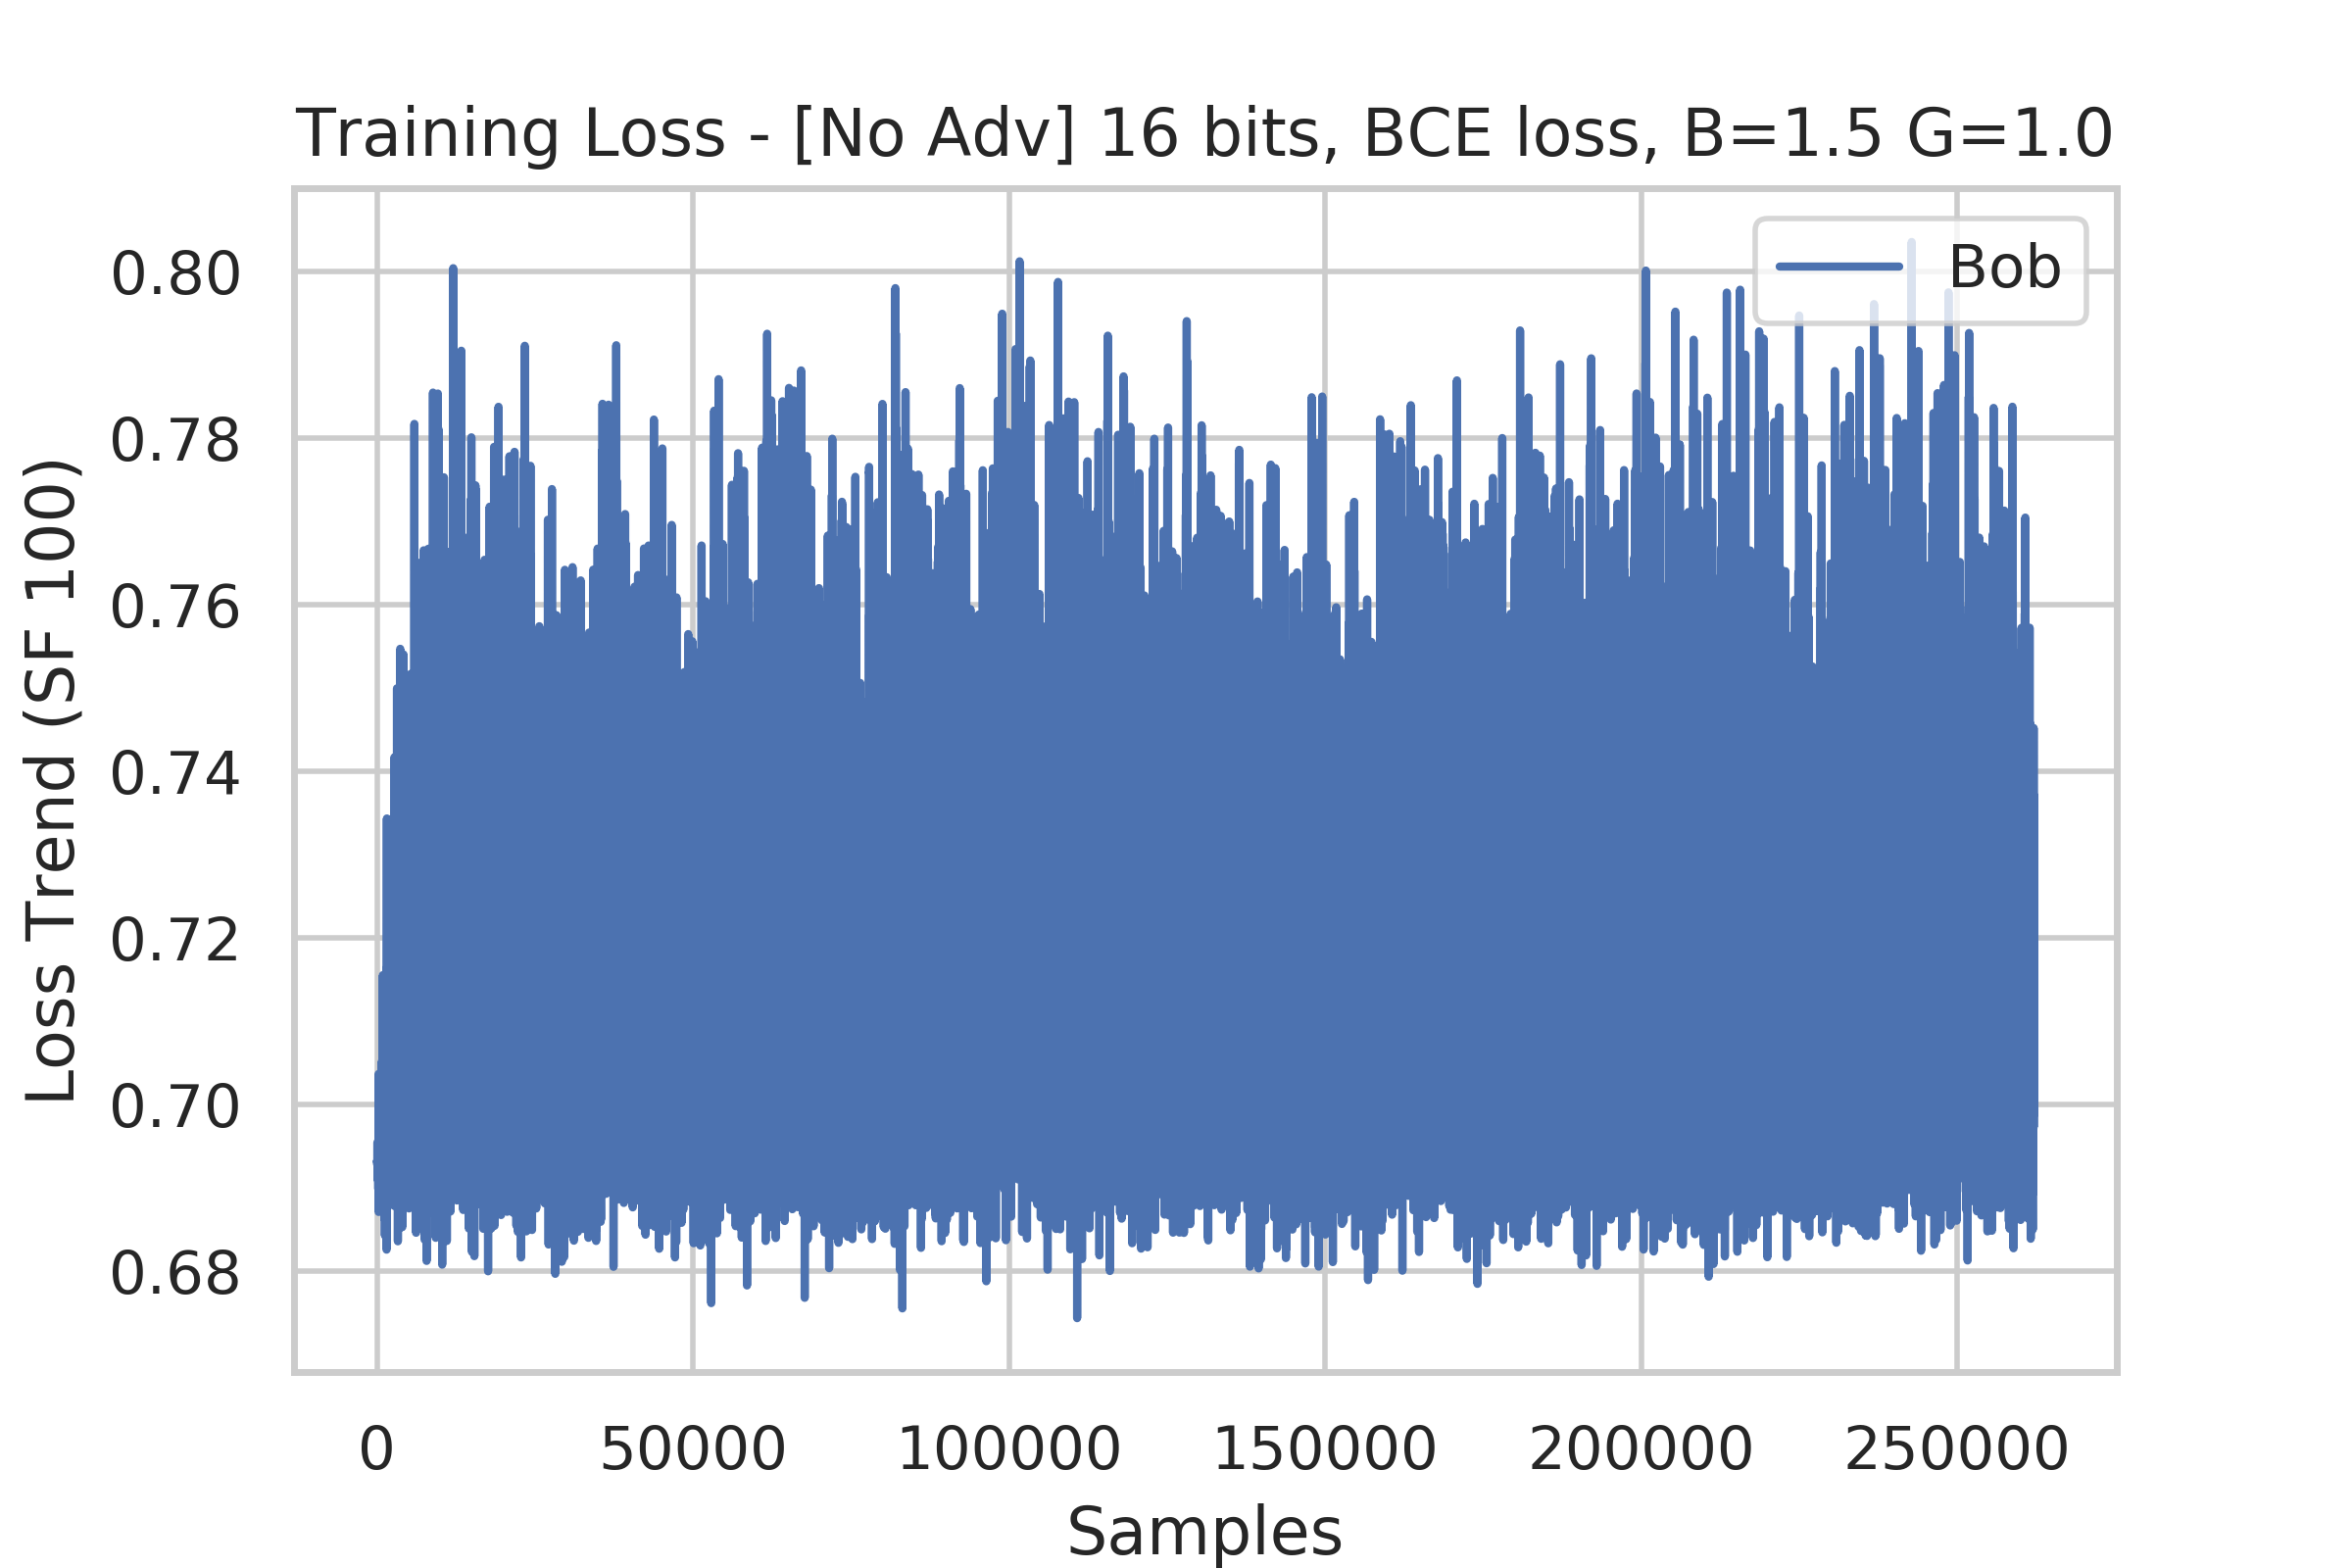 Training Loss - [No Adv] 16 bits, BCE loss, B=1.5 G=1.0
Bob
Loss Trend (SF 100)
0.80
0.78
0.76
0.74
0.72
0.70
0.68
0 50000 100000 150000 200000 250000
Samples